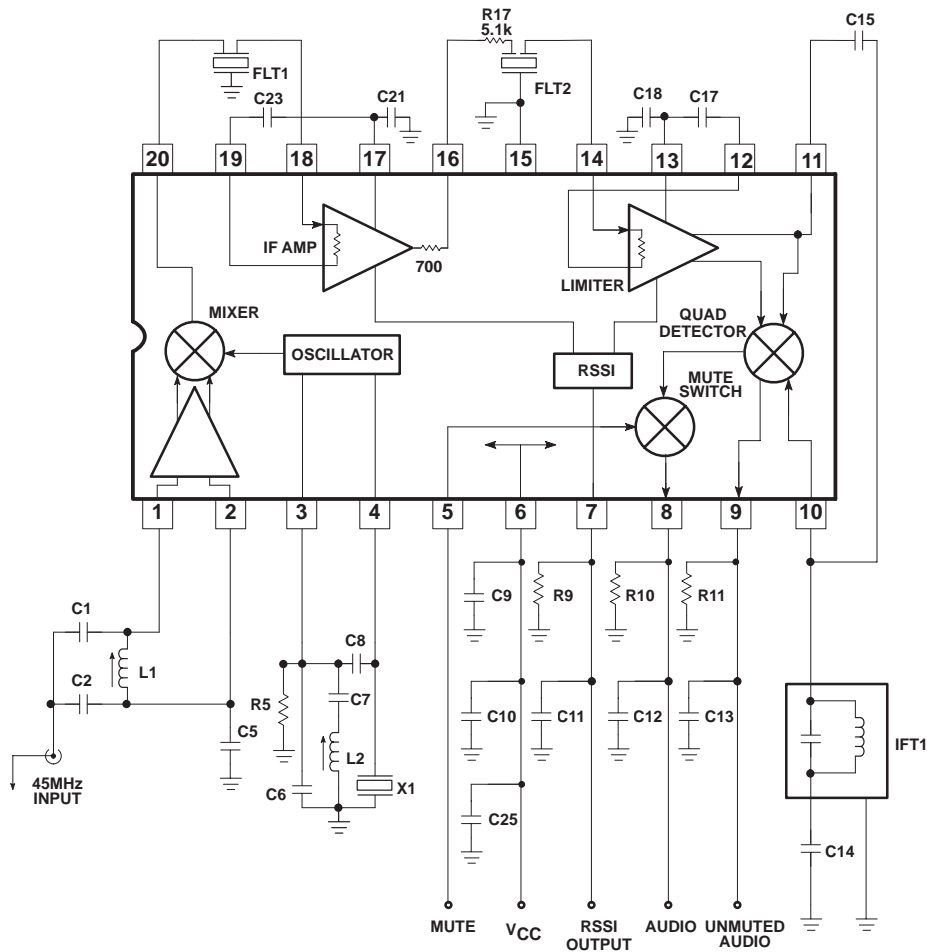 R17
5.1k
C15
FLT1
FLT2
C23
C21
C18
C17
20
19
18
17
16
15
14
13
12
11
IF AMP
700
LIMITER
MIXER
QUAD
DETECTOR
OSCILLATOR
RSSI
MUTE
SWITCH
1
2
3
4
5
6
7
8
9
10
C9
R9
R10
R11
C1
C8
L1
C2
C7
R5
C10
C11
C12
C13
C5
L2
IFT1
X1
C6
45MHz
INPUT
C25
C14
MUTE
VCC
RSSI
OUTPUT
AUDIO
UNMUTED
AUDIO